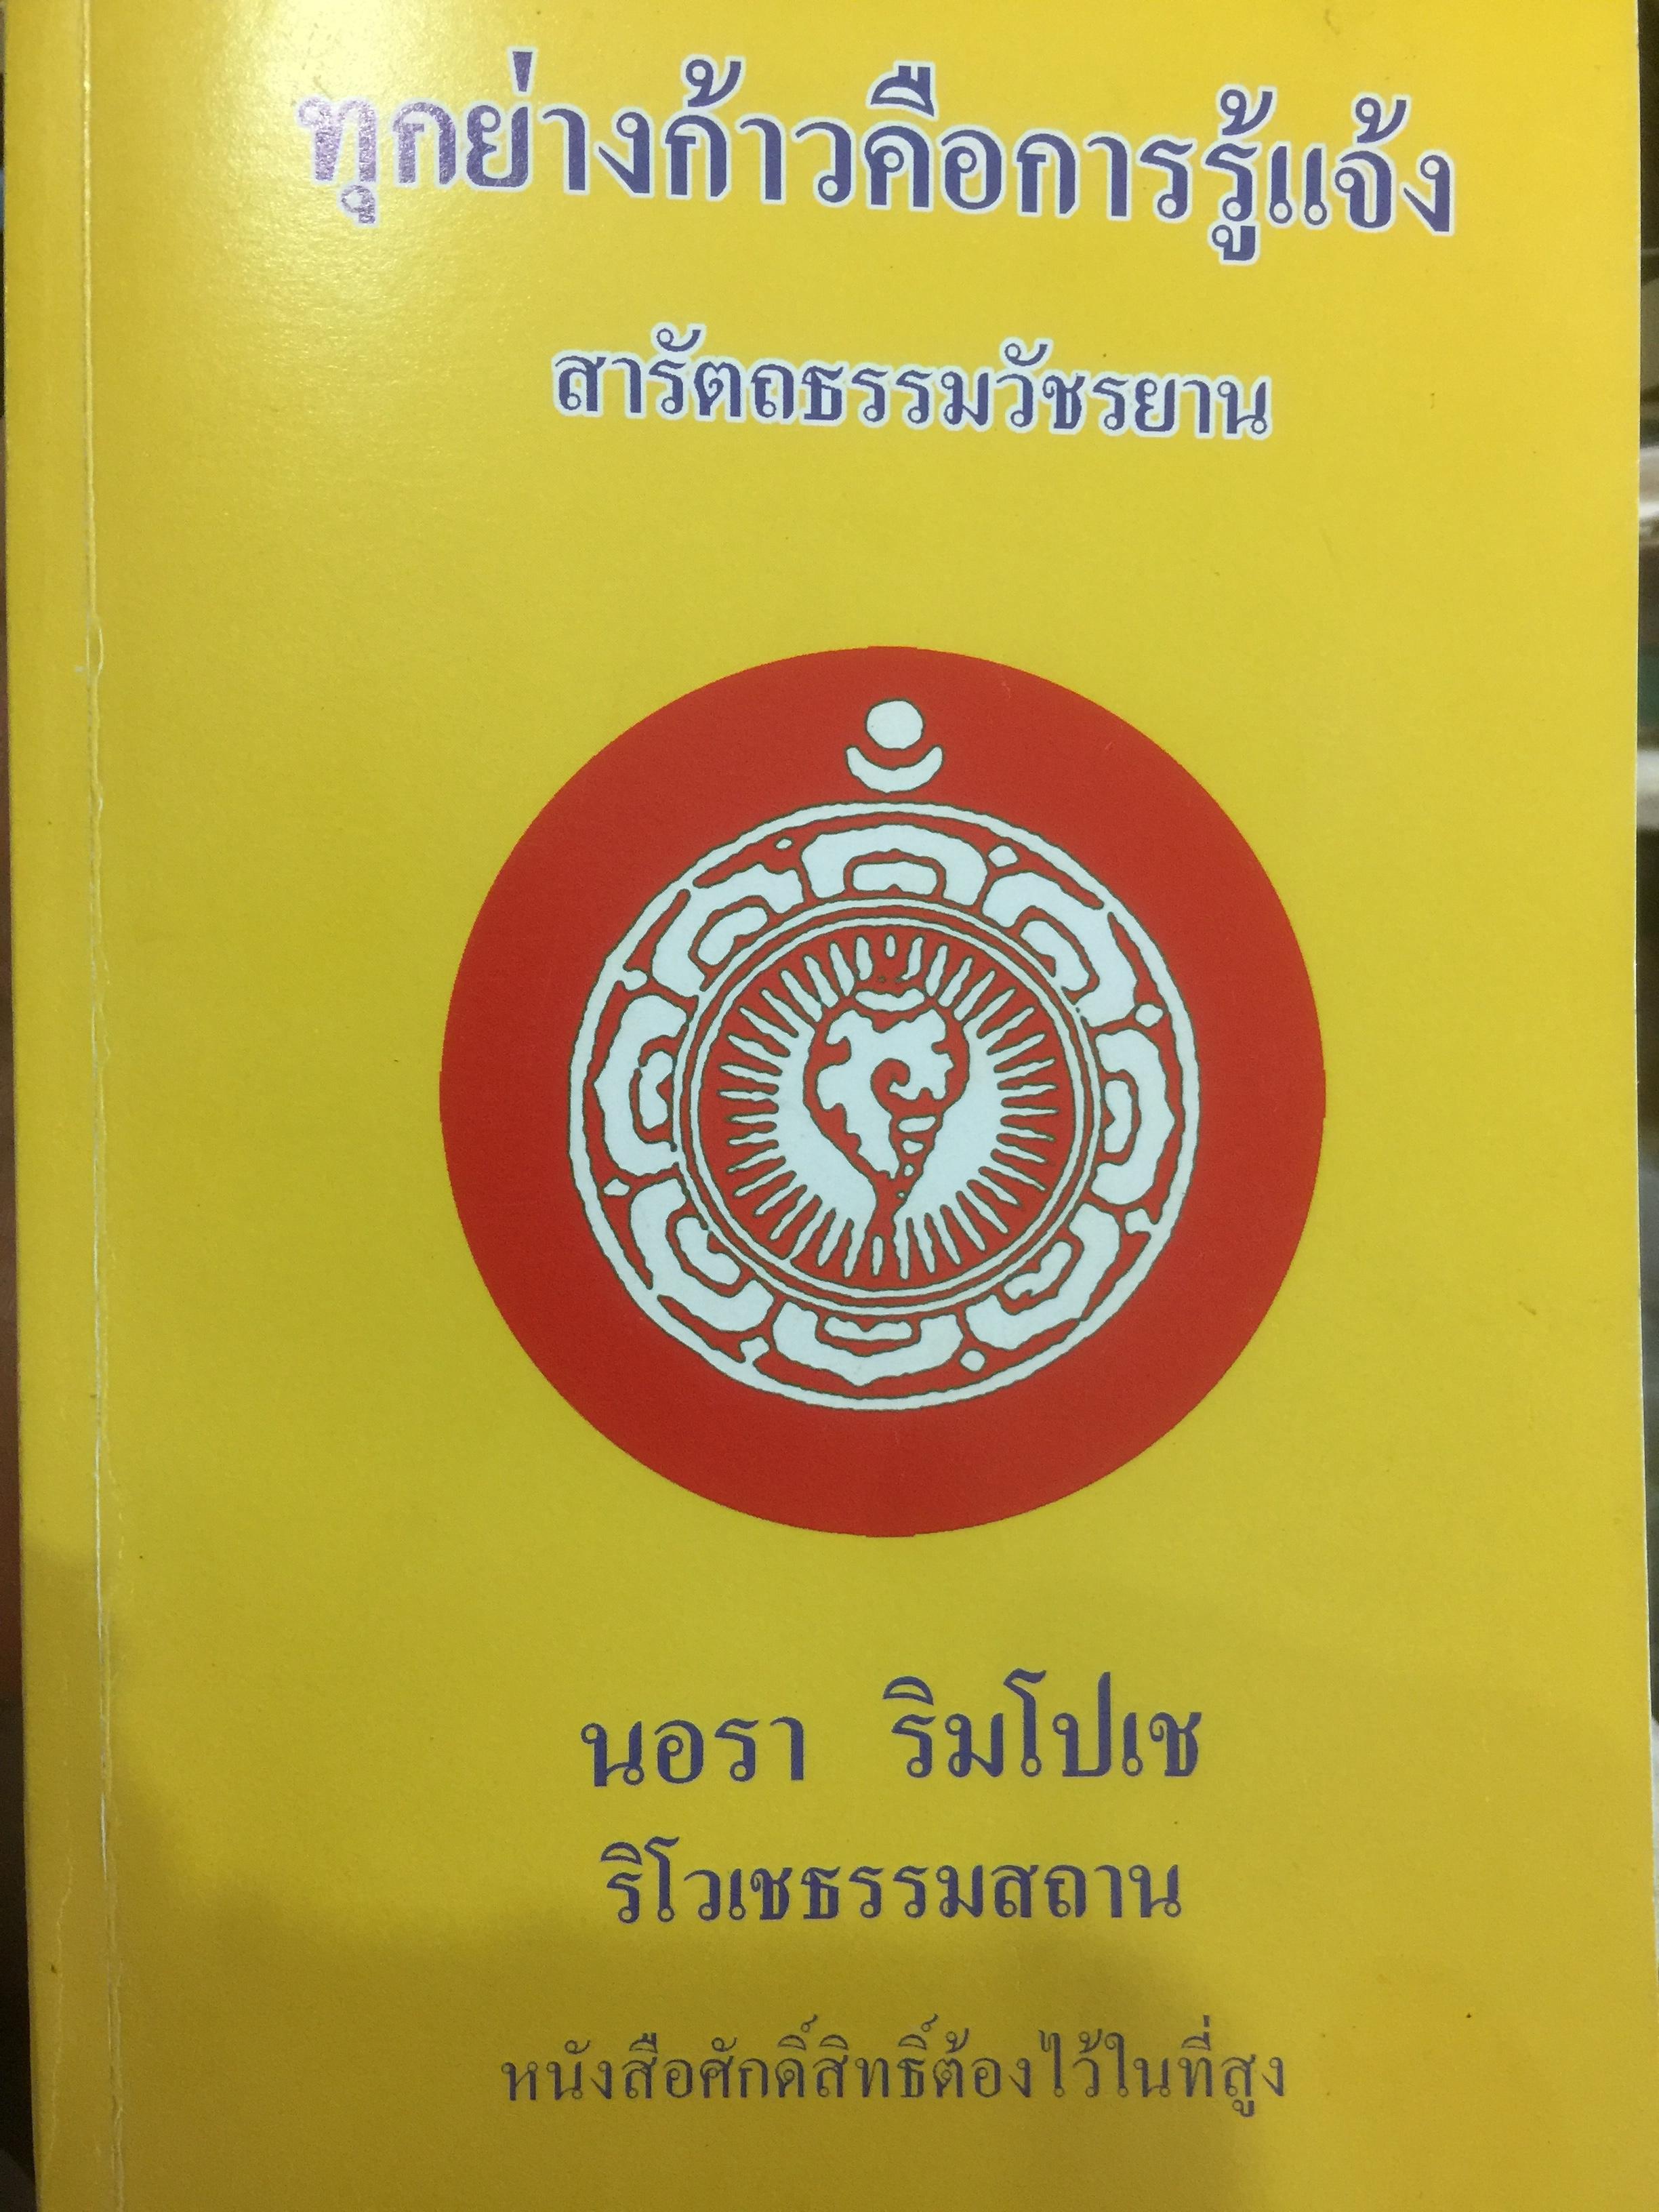 ทุกย่างก้าวคือการรู้แจ้ง
สารัตถธรรมวัชรยาน
นอรา ริมโปเช
ริโวเชธรรมสถาน
หนังสือศักดิ์สิทธิ์ต้องไว้ในที่สูง